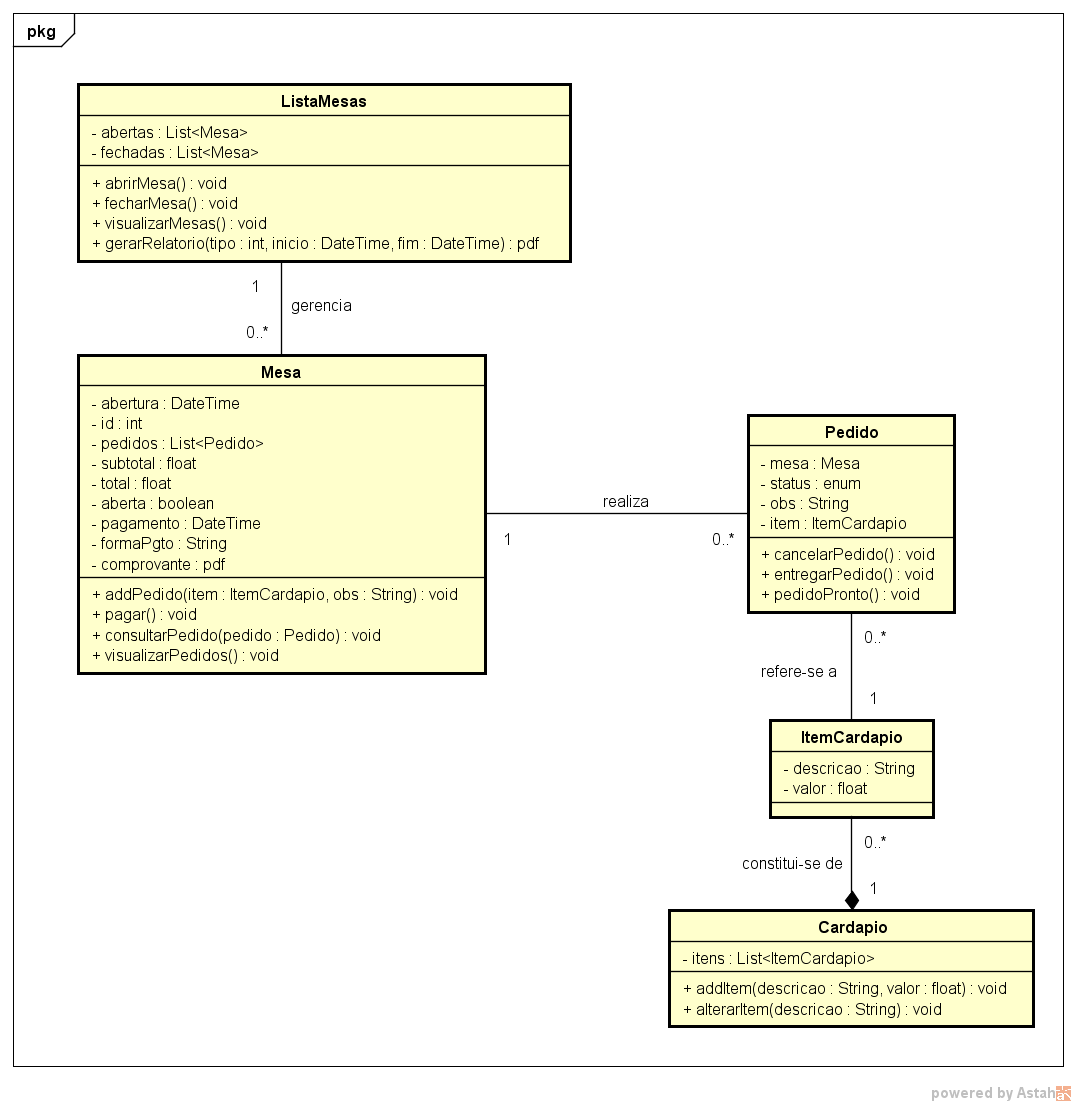 pkg
ListaMesas
- abertas : List<Mesa>
- fechadas : List<Mesa>
+ abrirMesa() : void
+ fecharMesa() : void
+ visualizarMesas() : void
+ gerarRelatorio(tipo : int, inicio : DateTime, fim : DateTime) : pdf
1
gerencia
0..*
Mesa
- abertura : DateTime
- id : int
- pedidos : List<Pedido>
- subtotal : float
- total : float
- aberta : boolean
- pagamento : DateTime
- formaPgto : String
- comprovante : pdf
+ addPedido(item : ItemCardapio, obs : String) : void
+ pagar() : void
+ consultarPedido(pedido : Pedido) : void
+ visualizarPedidos() : void
realiza
1
0..*
Pedido
- mesa : Mesa
- status : enum
- obs : String
- item : ItemCardapio
+ cancelarPedido() : void
+ entregarPedido() : void
+ pedidoPronto() : void
0..*
refere-se a
1
ItemCardapio
- descricao : String
- valor : float
0..*
constitui-se de
1
Cardapio
- itens : List<ItemCardapio>
+ addItem(descricao : String, valor : float) : void
+ alterarItem(descricao : String) : void
powered by Astah